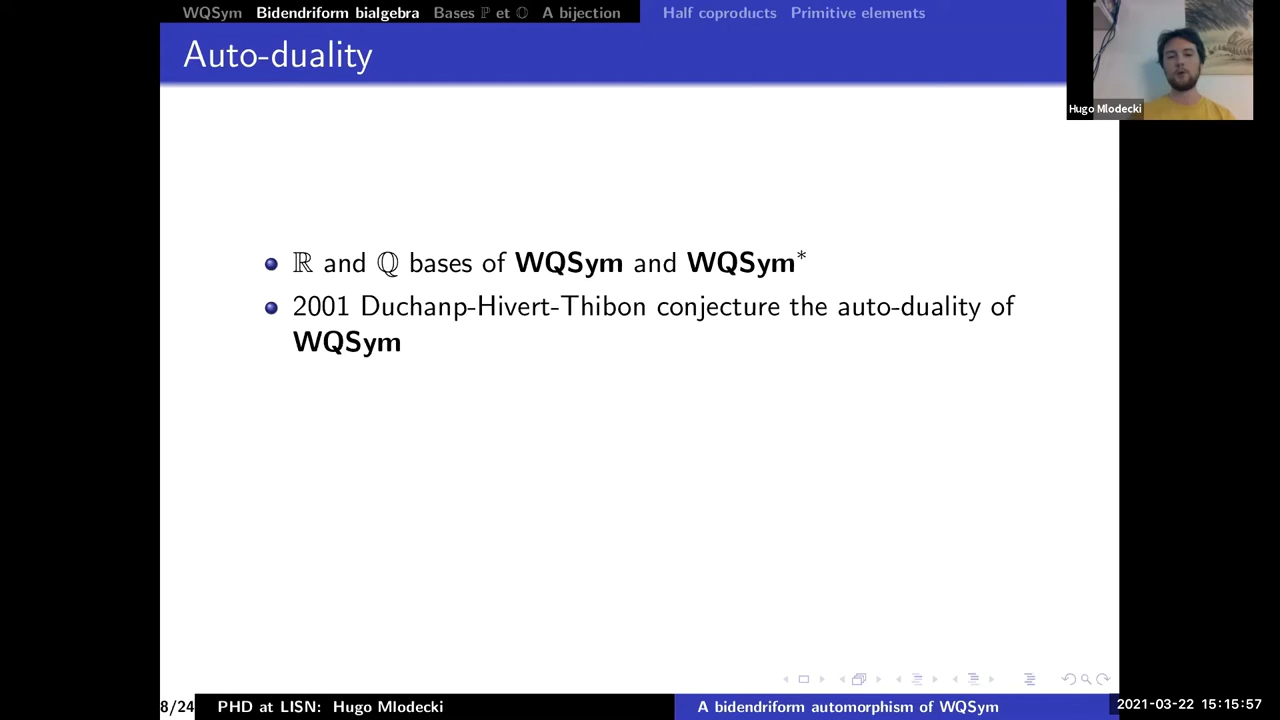 WQSym Bidendriform bialgebra Bases ℙ et 𝕆 A bijection Half coproducts Primitive elements
Auto-duality
Hugo Mlodecki
ℝ and ℚ bases of WQSym and WQSym*
2001 Duchanp-Hivert-Thibon conjecture the auto-duality of
WQSym
8/24 PHD at LISN: Hugo Mlodecki A bidendriform automorphism of WQSym 2021-03-22 15:15:57